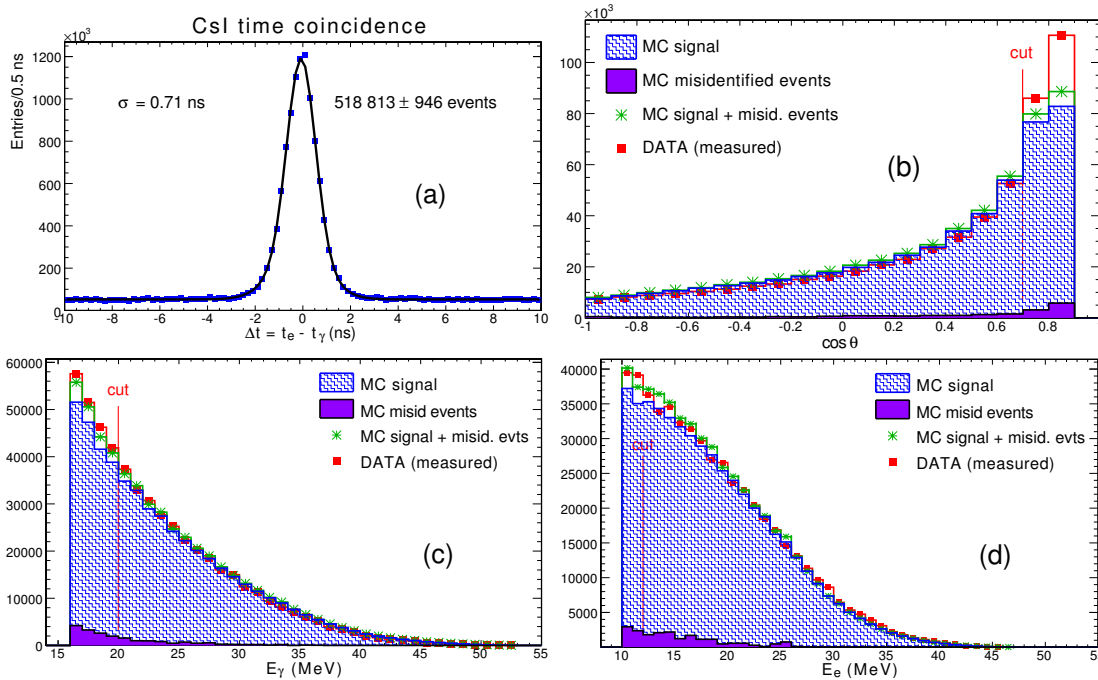 CsI time coincidence
×10³
Entries/0.5 ns
1200
1000
800
600
400
200
0
σ = 0.71 ns
518 813 ± 946 events
(a)
-10 -8 -6 -4 -2 0 2 4 6 8 10
Δt = t_e - t_γ (ns)
×10³
100
80
60
40
20
0
MC signal
MC misidentified events
MC signal + misid. events
DATA (measured)
cut
(b)
-1 -0.8 -0.6 -0.4 -0.2 0 0.2 0.4 0.6 0.8
cos θ
60000
50000
40000
30000
20000
10000
0
cut
MC signal
MC misid events
MC signal + misid. evts
DATA (measured)
(c)
15 20 25 30 35 40 45 50 55
E_γ (MeV)
40000
35000
30000
25000
20000
15000
10000
5000
0
cut
MC signal
MC misid events
MC signal + misid. evts
DATA (measured)
(d)
10 15 20 25 30 35 40 45 50 55
E_e (MeV)